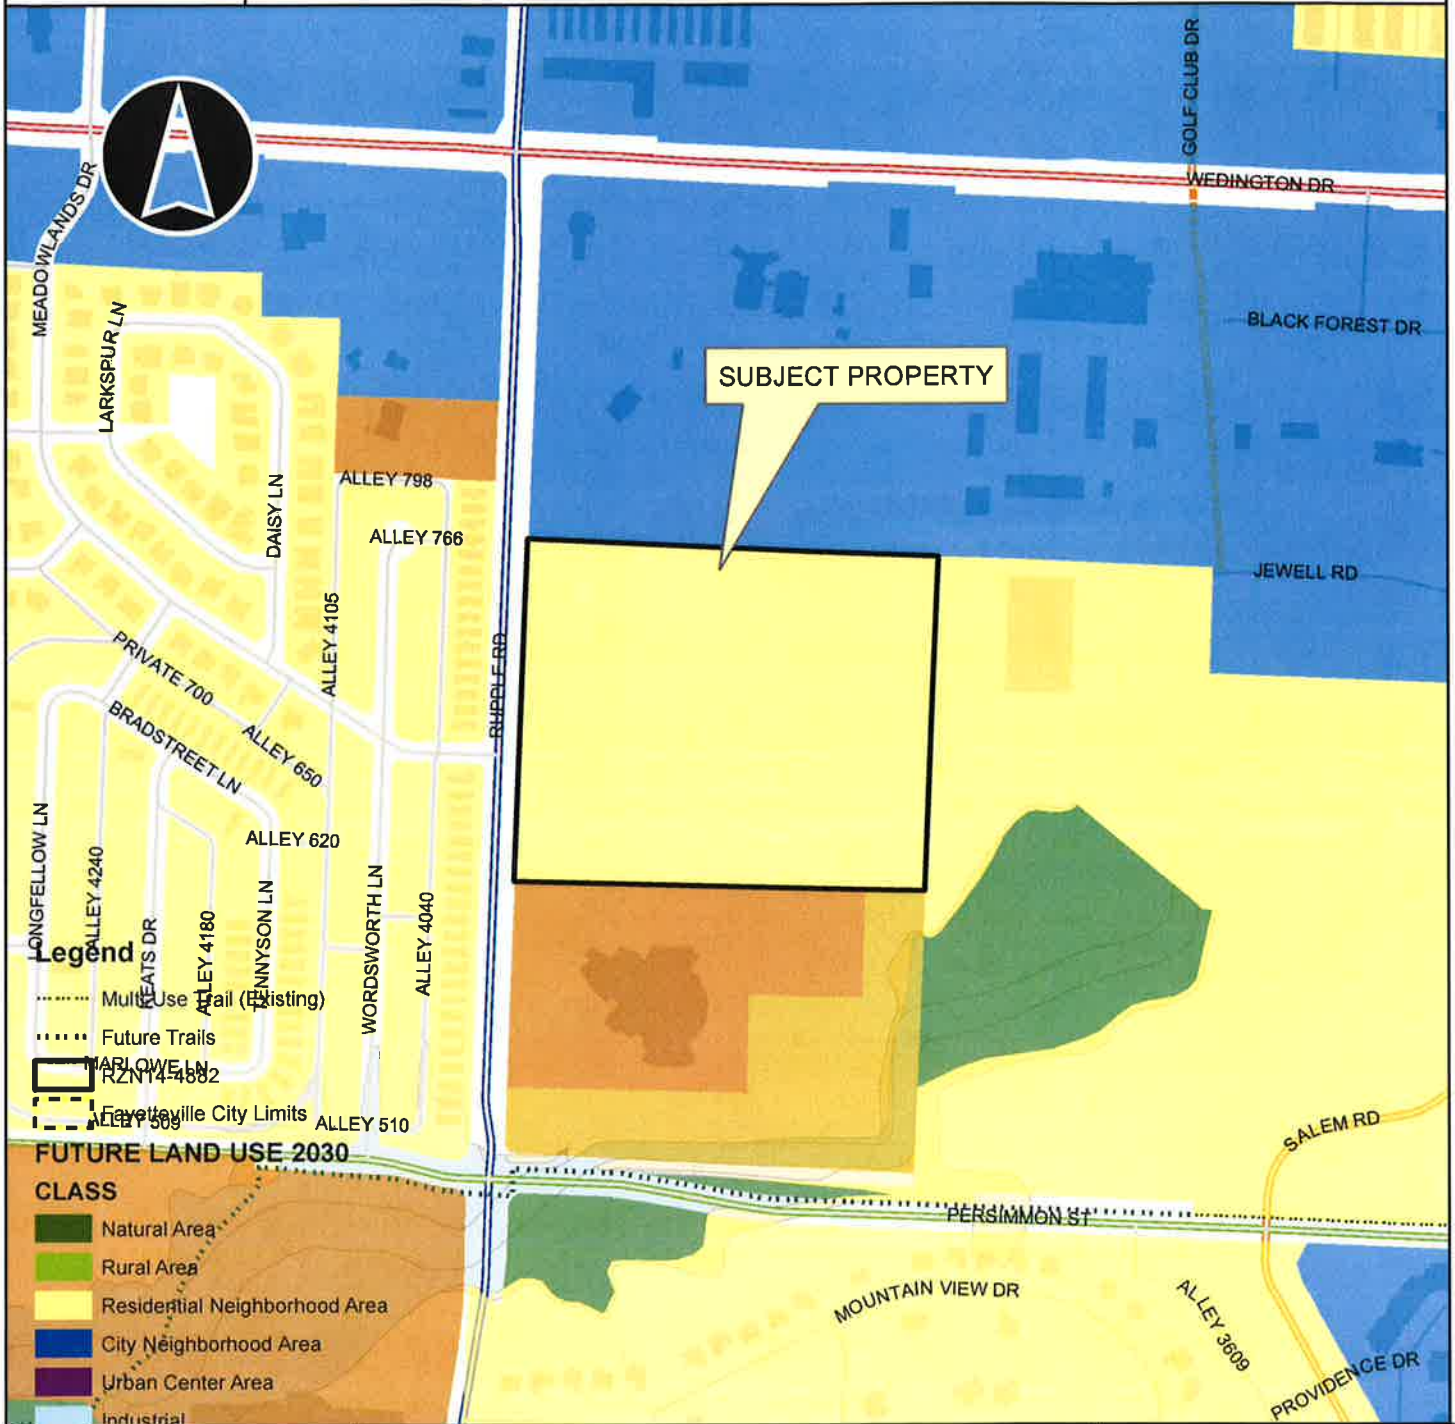 GOLF CLUB DR
WEDINGTON DR
MEADOWLANDS DR
BLACK FOREST DR
LARKSPUR LN
SUBJECT PROPERTY
ALLEY 798
DAISY LN
ALLEY 766
JEWELL RD
ALLEY 4105
RUPPLE RD
PRIVATE 700
BRADSTREET LN
ALLEY 650
ALLEY 620
LONGFELLOW LN
ALLEY 4240
KEATS DR
ALLEY 4180
TENNYSON LN
WORDSWORTH LN
ALLEY 4040
Legend
Multi-Use Trail (Existing)
Future Trails
MARLOWE LN
RZN14-4882
Fayetteville City Limits
ALLEY 509
ALLEY 510
SALEM RD
FUTURE LAND USE 2030
CLASS
PERSIMMON ST
Natural Area
Rural Area
Residential Neighborhood Area
MOUNTAIN VIEW DR
ALLEY 3609
City Neighborhood Area
Urban Center Area
PROVIDENCE DR
Industrial